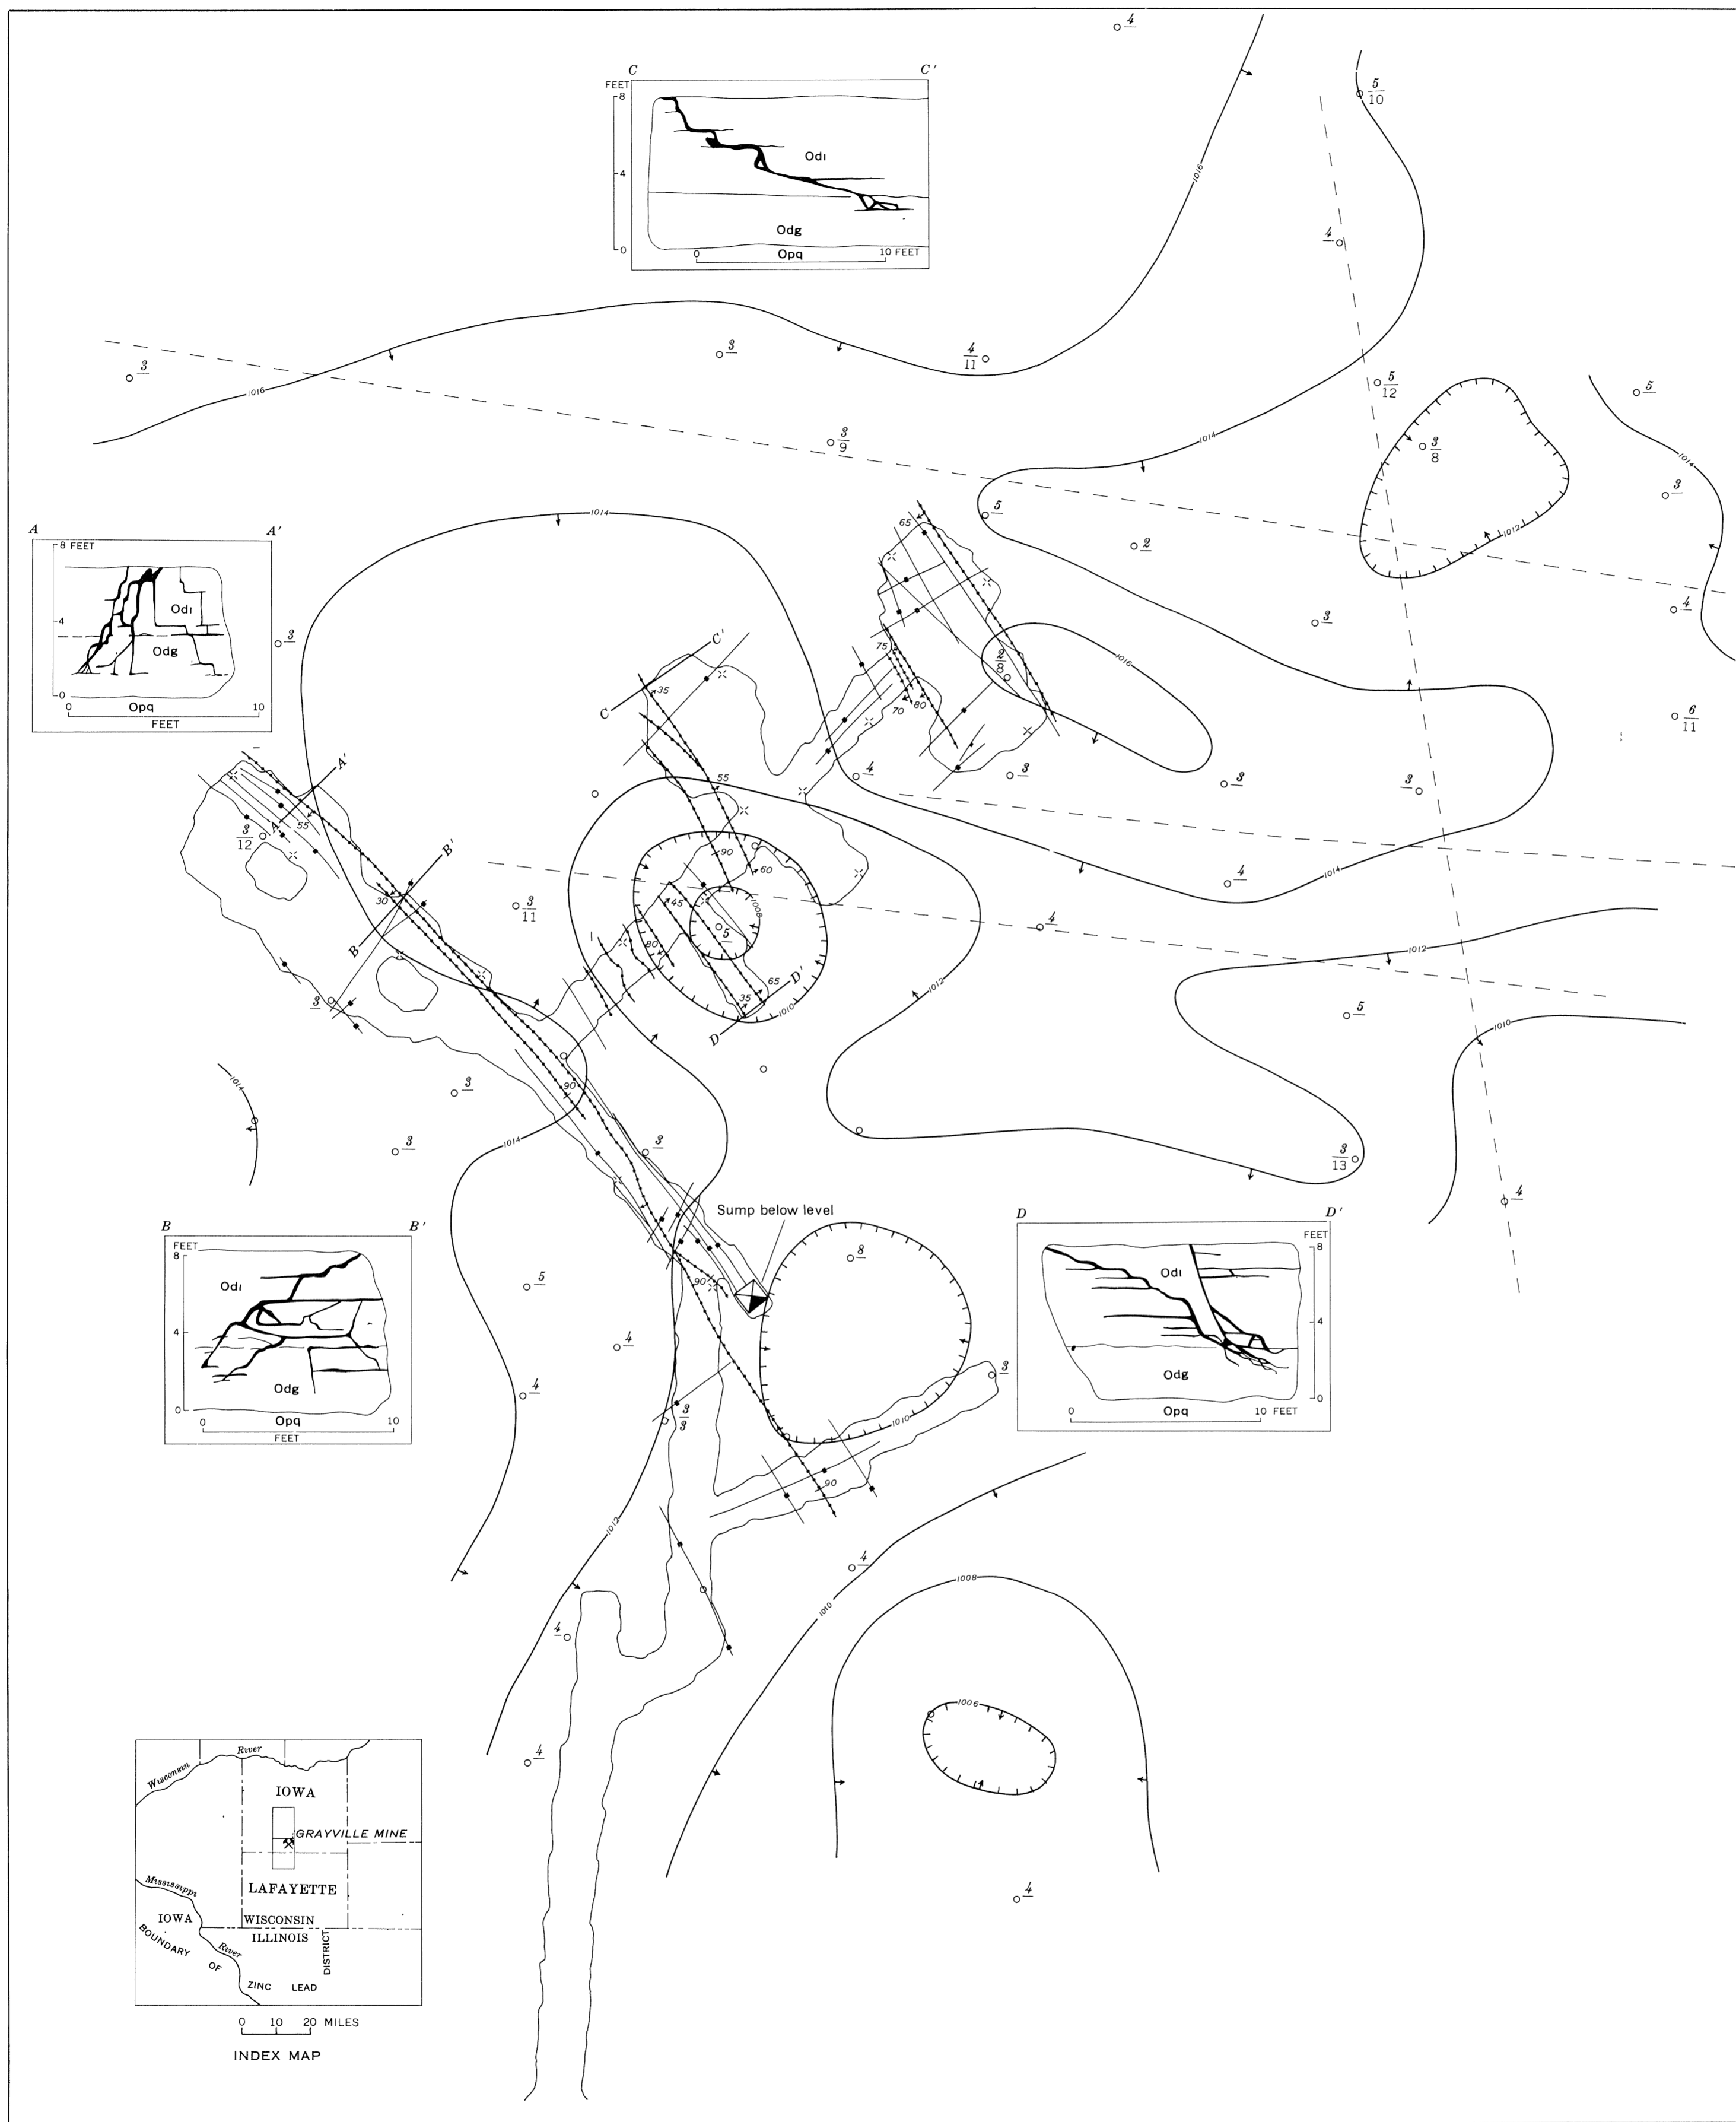 4
C C'
FEET
8
4
0
Odı
Odg
Opq
0 10 FEET
5
10
1016
4
3
3
4
11
1016
5
12
5
3
9
1014
3
8
1014
3
1012
A A'
8 FEET
4
0
Odı
Odg
Opq
0 10
FEET
1014
65
5
2
3
3
4
C'
35
C
75
70
80
2
8
1016
6
11
A'
A
55
3
12
55
4
3
3
3
B'
B
30
3
11
90
60
45
1008
5
80
65
35
D'
D
1010
4
1014
4
1012
1012
5
1010
3
1014
3
3
90
1014
3
3
13
4
Sump below level
B B'
FEET
8
4
0
Odı
Odg
Opq
0 10
FEET
5
4
4
90
8
1010
3
D D'
FEET
8
4
0
Odı
Odg
Opq
0 10 FEET
3
3
90
1012
4
1008
1010
4
4
1006
4
Wisconsin River
IOWA
GRAYVILLE MINE
LAFAYETTE
Mississippi
River
IOWA
WISCONSIN
ILLINOIS
BOUNDARY OF ZINC LEAD DISTRICT
0 10 20 MILES
INDEX MAP